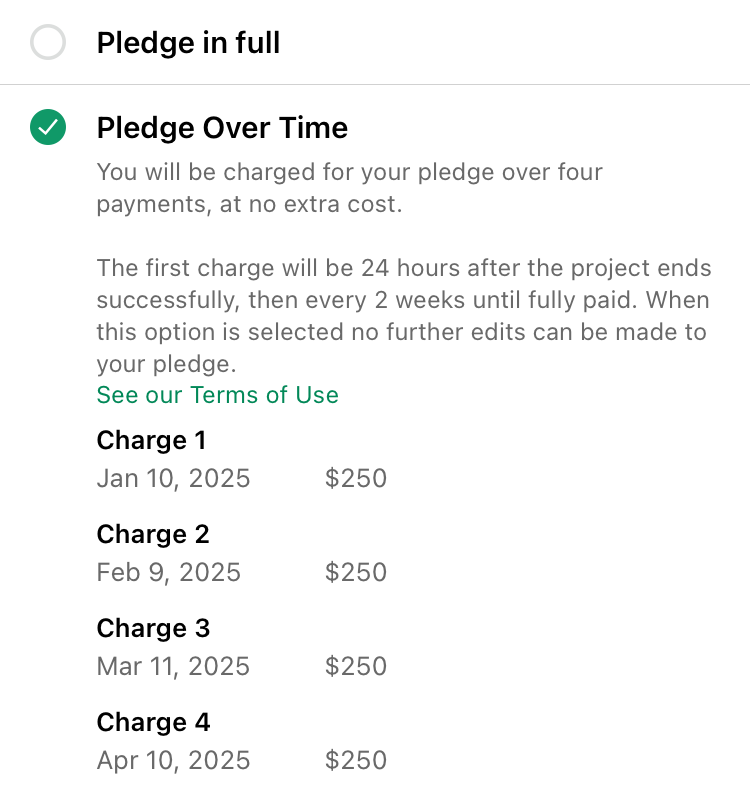 Pledge in full
Pledge Over Time
You will be charged for your pledge over four
payments, at no extra cost.
The first charge will be 24 hours after the project ends
successfully, then every 2 weeks until fully paid. When
this option is selected no further edits can be made to
your pledge.
See our Terms of Use
Charge 1
Jan 10, 2025 $250
Charge 2
Feb 9, 2025 $250
Charge 3
Mar 11, 2025 $250
Charge 4
Apr 10, 2025 $250